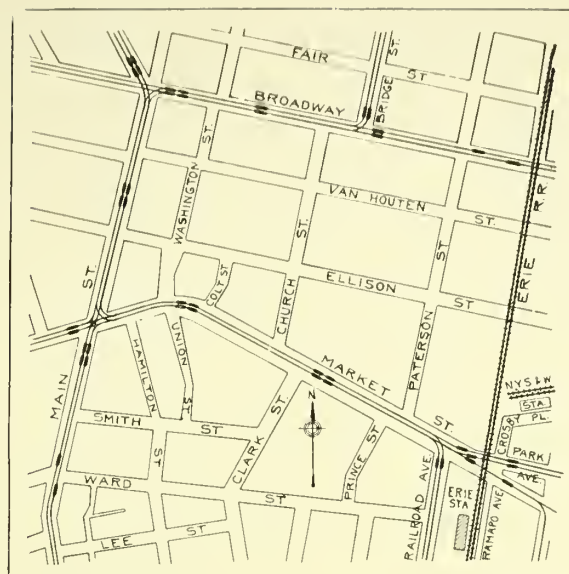 FAIR ST
BROADWAY
BRIDGE ST.
WASHINGTON ST.
VAN HOUTEN ST.
ERIE R.R.
MAIN ST.
COLT ST
ELLISON ST
CHURCH ST.
PATERSON ST.
HAMILTON ST
UNION ST
MARKET ST.
NYS&W
STA
CROSBY PL.
SMITH ST
CLARK ST.
N
PRINCE ST
PARK AVE
WARD ST
RAILROAD AVE
ERIE
STA
RAMAPO AVE
LEE ST